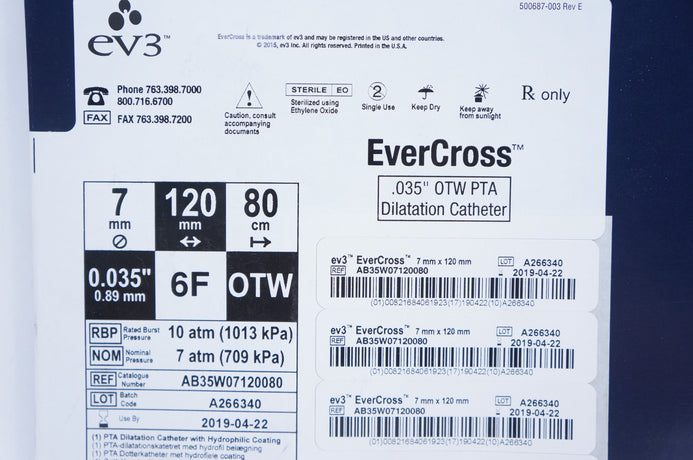 500687-003 Rev E
ev3™
EverCross is a trademark of ev3 and may be registered in the US and other countries.
© 2015, ev3 Inc. All rights reserved. Printed in the U.S.A.
Phone 763.398.7000
800.716.6700
FAX FAX 763.398.7200
Caution, consult
accompanying
documents
STERILE EO
Sterilized using
Ethylene Oxide
2
Single Use
Keep Dry
Keep away
from sunlight
Rx only
EverCross™
.035" OTW PTA
Dilatation Catheter
7 120 80
mm mm cm
0.035" 6F OTW
0.89 mm
RBP Rated Burst Pressure 10 atm (1013 kPa)
NOM Nominal Pressure 7 atm (709 kPa)
REF Catalogue Number AB35W07120080
LOT Batch Code A266340
Use By 2019-04-22
(1) PTA Dilatation Catheter with Hydrophilic Coating
(1) PTA-dilatationskatetret med hydrofil belægning
(1) PTA Dotterkatheter met hydrofiele coating
ev3™ EverCross™ 7 mm x 120 mm LOT A266340
REF AB35W07120080 2019-04-22
(01)00821684061923(17)190422(10)A266340
ev3™ EverCross™ 7 mm x 120 mm LOT A266340
REF AB35W07120080 2019-04-22
(01)00821684061923(17)190422(10)A266340
ev3™ EverCross™ 7 mm x 120 mm LOT A266340
REF AB35W07120080 2019-04-22
(01)00821684061923(17)190422(10)A266340